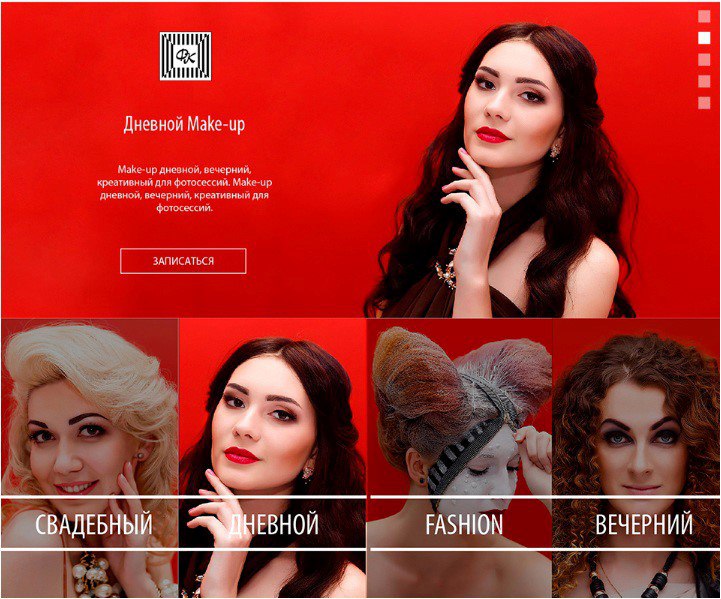 Дневной Make-up
Make-up дневной, вечерний,
креативный для фотосессий. Make-up
дневной, вечерний, креативный для
фотосессий.
ЗАПИСАТЬСЯ
СВАДЕБНЫЙ
ДНЕВНОЙ
FASHION
ВЕЧЕРНИЙ